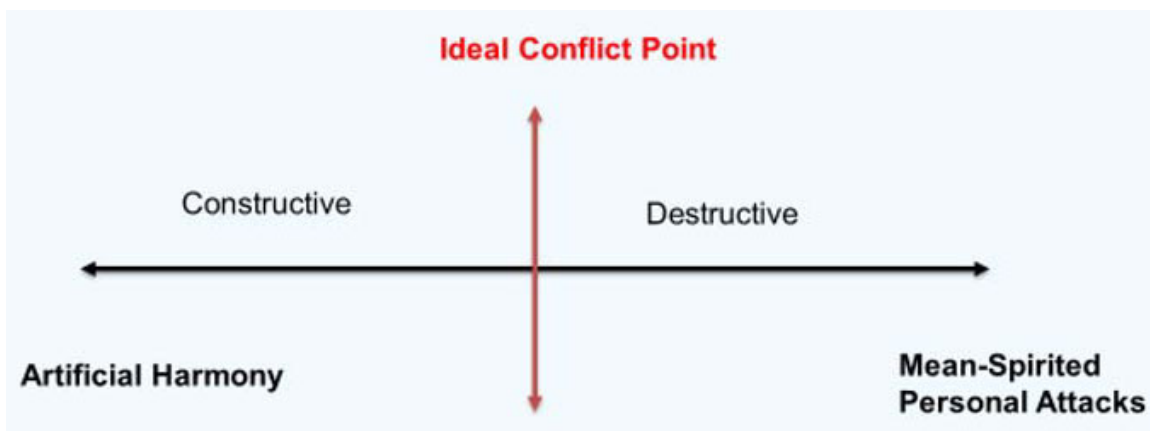 Ideal Conflict Point
Constructive
Destructive
Artificial Harmony
Mean-Spirited
Personal Attacks